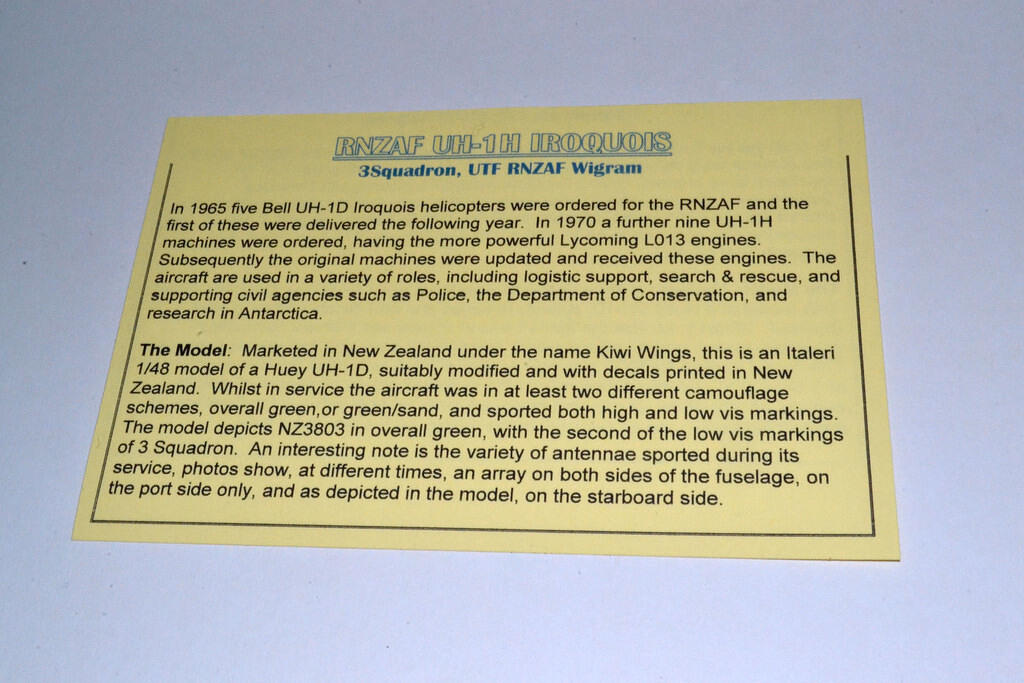 RNZAF UH-1H IROQUOIS
3Squadron, UTF RNZAF Wigram
In 1965 five Bell UH-1D Iroquois helicopters were ordered for the RNZAF and the
first of these were delivered the following year. In 1970 a further nine UH-1H
machines were ordered, having the more powerful Lycoming L013 engines.
Subsequently the original machines were updated and received these engines. The
aircraft are used in a variety of roles, including logistic support, search & rescue, and
supporting civil agencies such as Police, the Department of Conservation, and
research in Antarctica.
The Model: Marketed in New Zealand under the name Kiwi Wings, this is an Italeri
1/48 model of a Huey UH-1D, suitably modified and with decals printed in New
Zealand. Whilst in service the aircraft was in at least two different camouflage
schemes, overall green,or green/sand, and sported both high and low vis markings.
The model depicts NZ3803 in overall green, with the second of the low vis markings
of 3 Squadron. An interesting note is the variety of antennae sported during its
service, photos show, at different times, an array on both sides of the fuselage, on
the port side only, and as depicted in the model, on the starboard side.